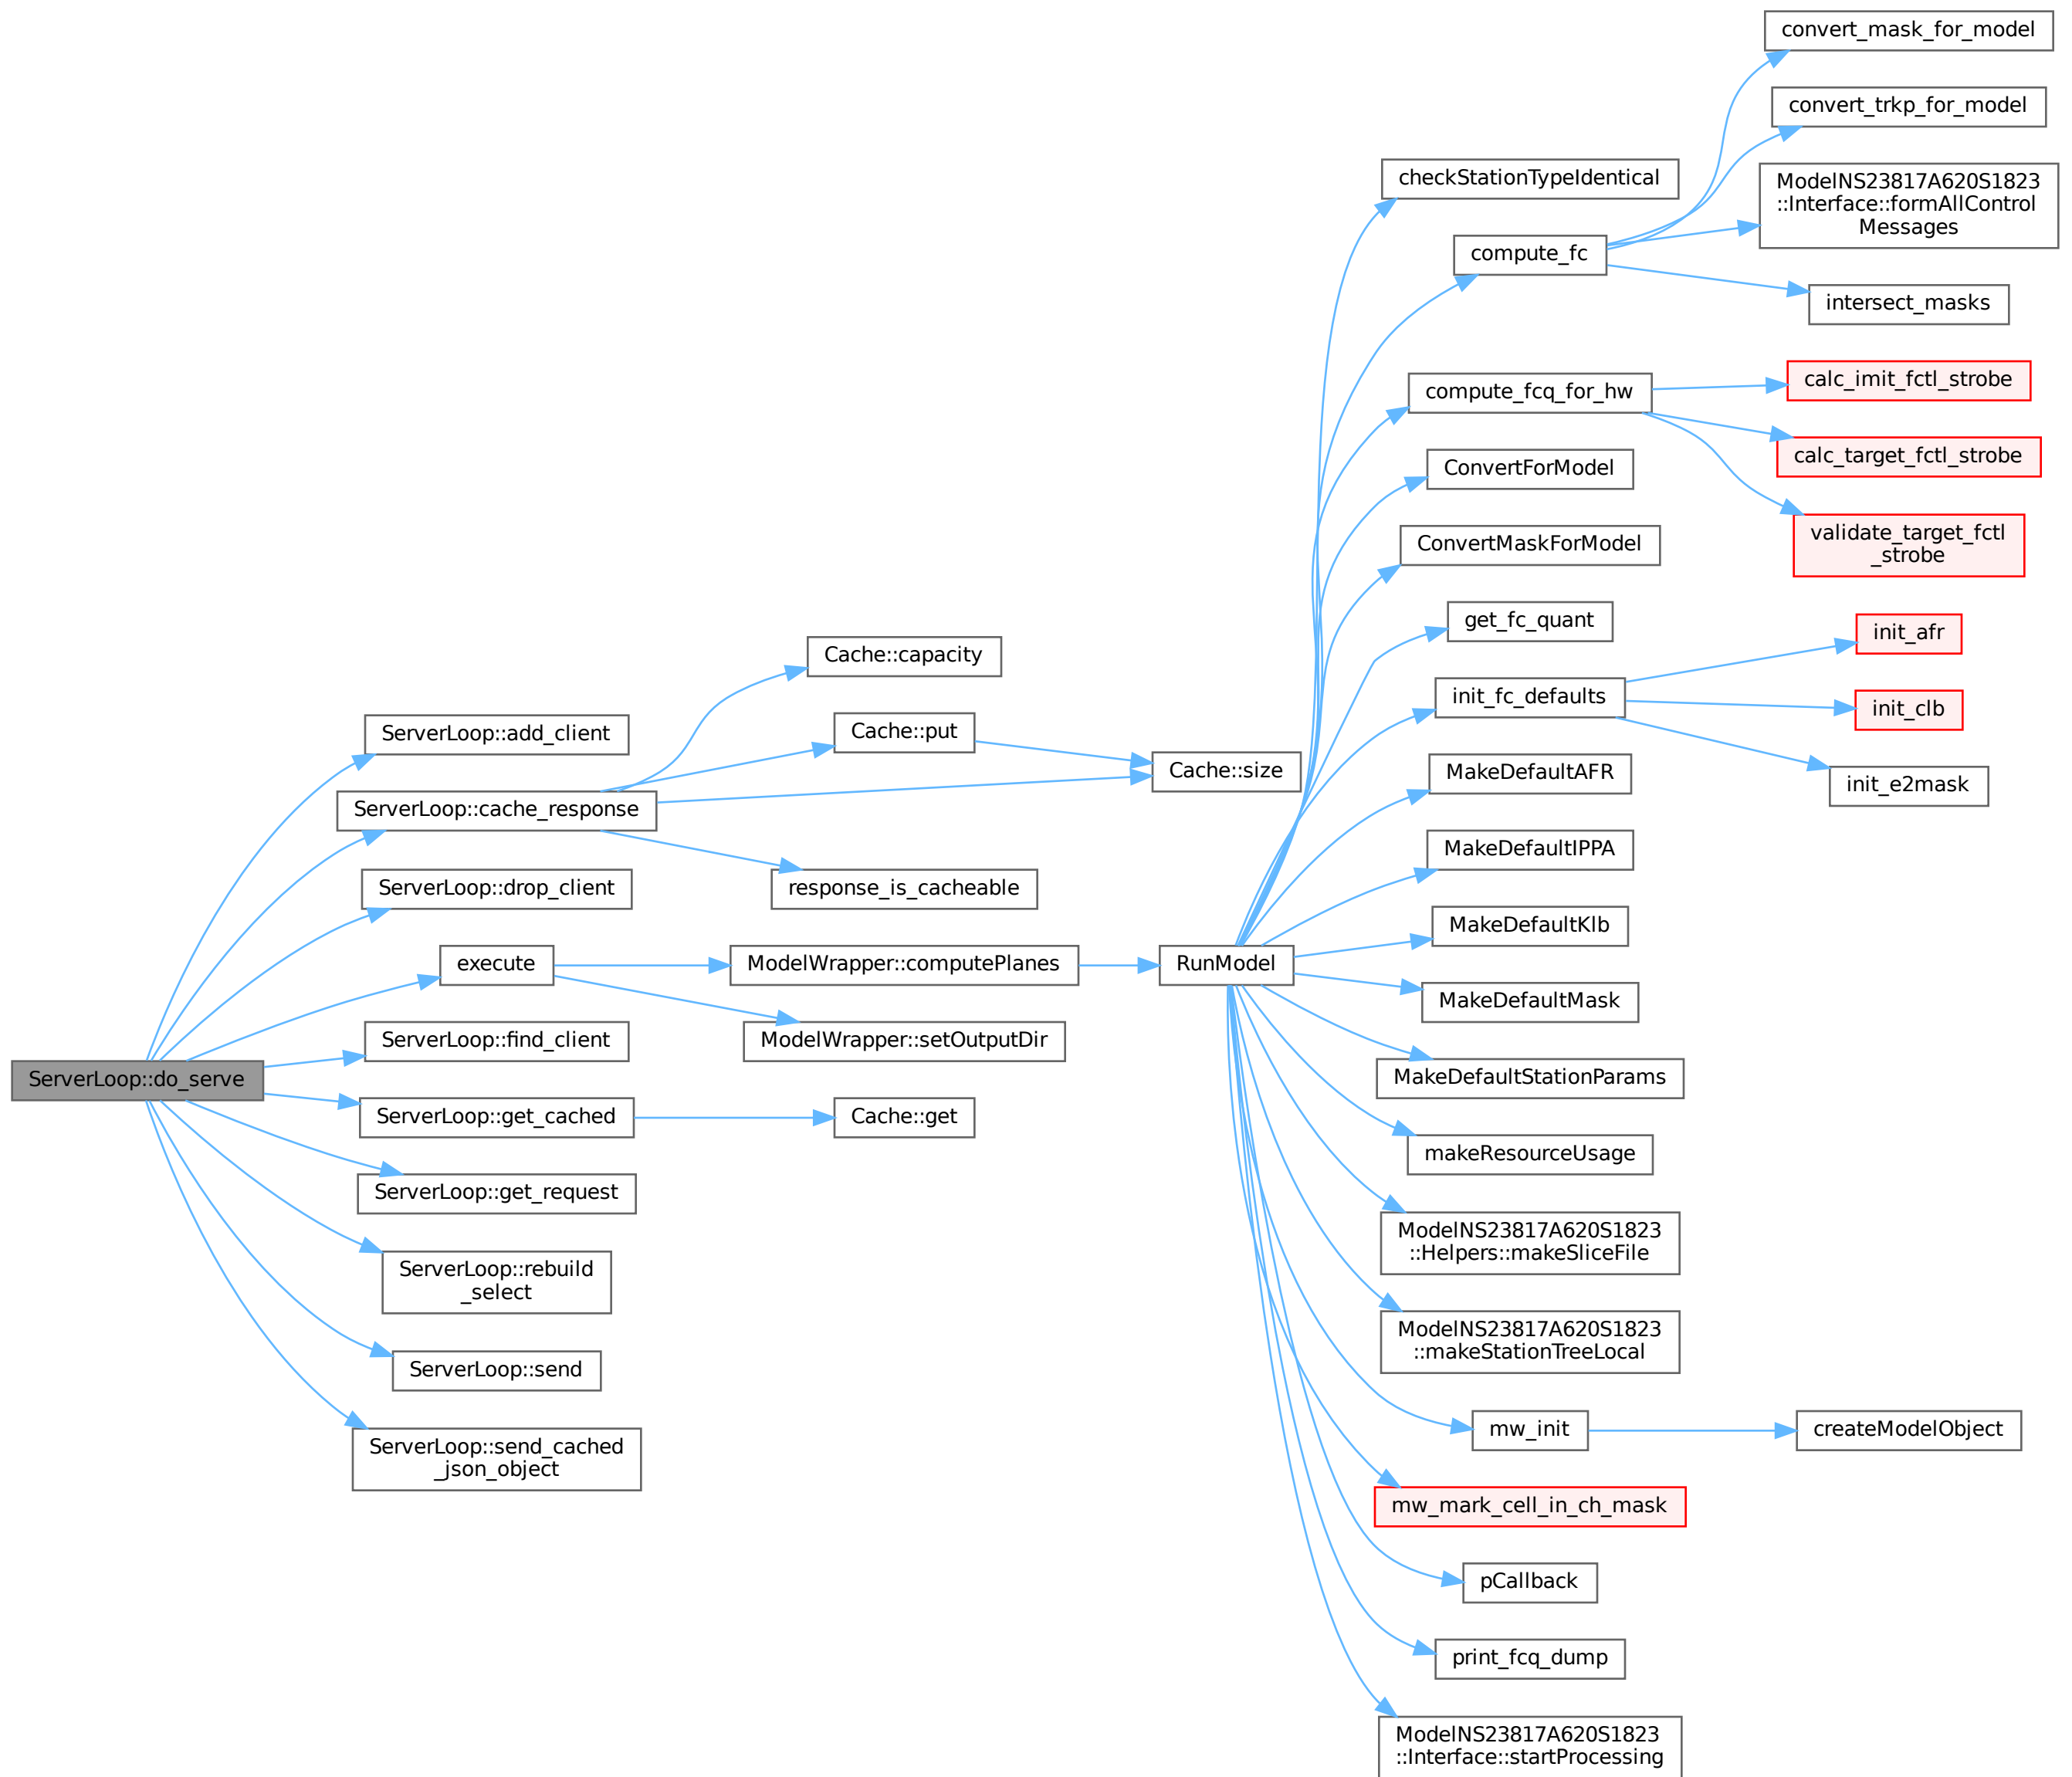 ServerLoop::do_serve
ServerLoop::add_client
ServerLoop::cache_response
ServerLoop::drop_client
execute
ServerLoop::find_client
ServerLoop::get_cached
ServerLoop::get_request
ServerLoop::rebuild
_select
ServerLoop::send
ServerLoop::send_cached
_json_object
Cache::capacity
Cache::put
response_is_cacheable
ModelWrapper::computePlanes
ModelWrapper::setOutputDir
Cache::get
Cache::size
RunModel
checkStationTypeIdentical
compute_fc
compute_fcq_for_hw
ConvertForModel
ConvertMaskForModel
get_fc_quant
init_fc_defaults
MakeDefaultAFR
MakeDefaultIPPA
MakeDefaultKlb
MakeDefaultMask
MakeDefaultStationParams
makeResourceUsage
ModelNS23817A620S1823
::Helpers::makeSliceFile
ModelNS23817A620S1823
::makeStationTreeLocal
mw_init
mw_mark_cell_in_ch_mask
pCallback
print_fcq_dump
ModelNS23817A620S1823
::Interface::startProcessing
convert_mask_for_model
convert_trkp_for_model
ModelNS23817A620S1823
::Interface::formAllControl
Messages
intersect_masks
calc_imit_fctl_strobe
calc_target_fctl_strobe
validate_target_fctl
_strobe
init_afr
init_clb
init_e2mask
createModelObject